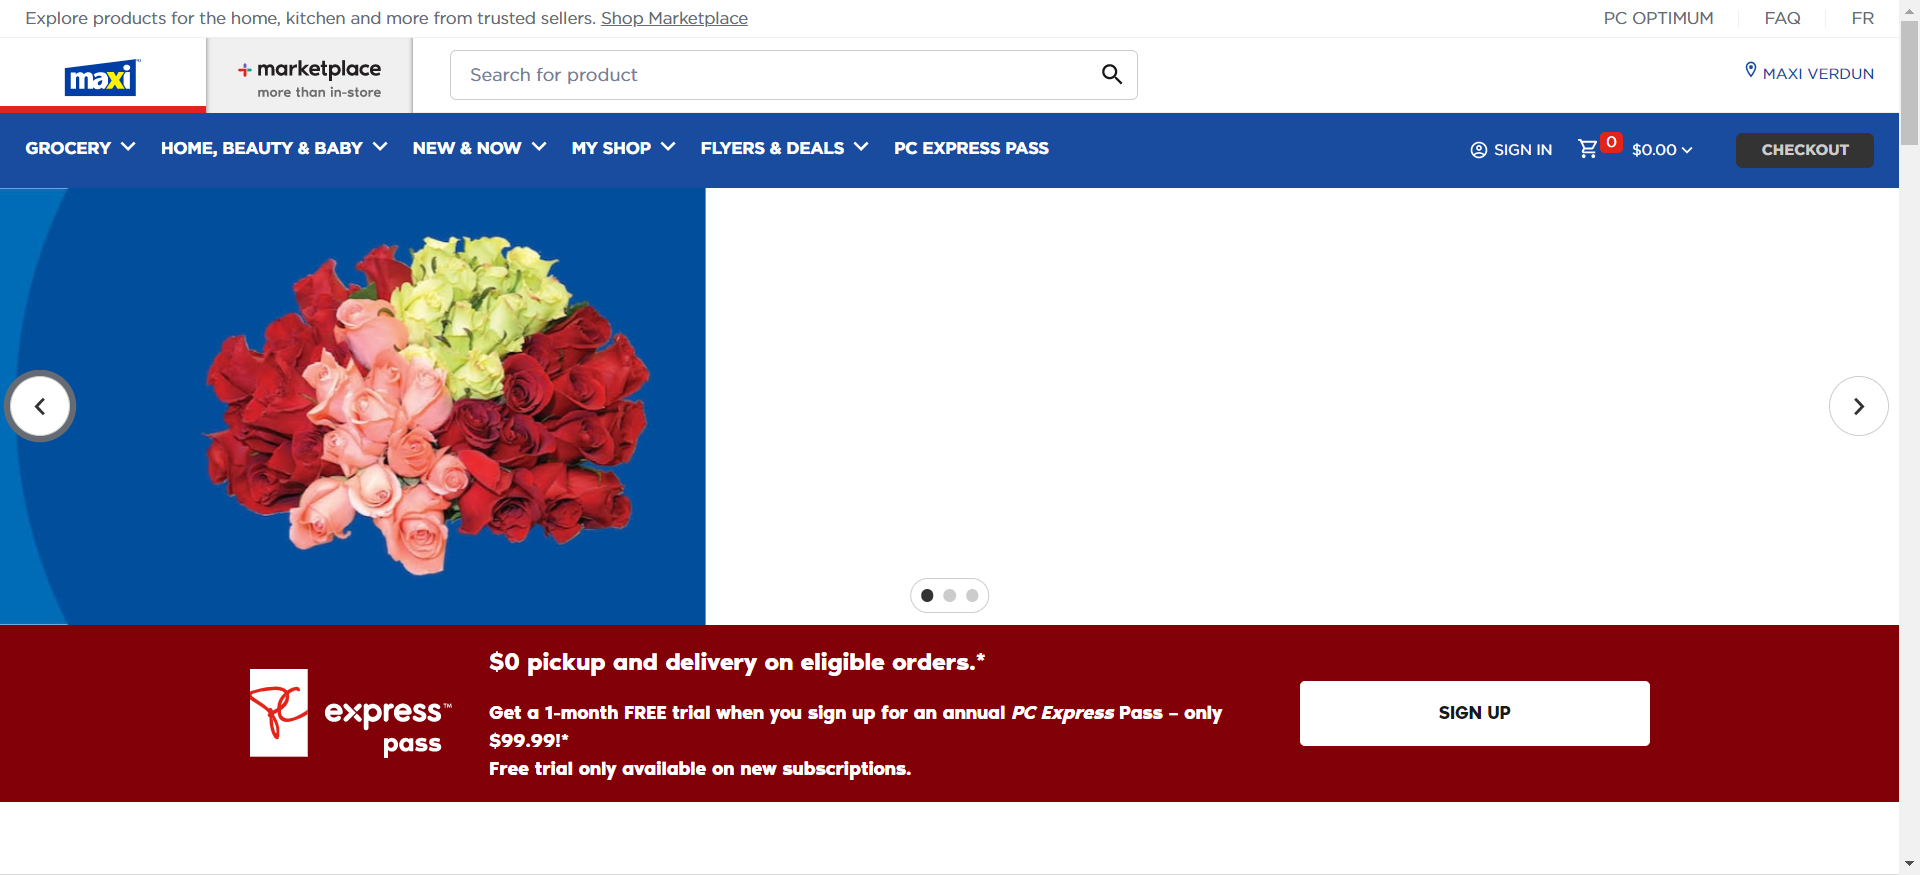 Explore products for the home, kitchen and more from trusted sellers. Shop Marketplace
PC OPTIMUM
FAQ
FR
maxi
marketplace
more than in-store
Search for product
MAXI VERDUN
GROCERY
HOME, BEAUTY & BABY
NEW & NOW
MY SHOP
FLYERS & DEALS
PC EXPRESS PASS
SIGN IN
0
$0.00
CHECKOUT
PC
express™
pass
$0 pickup and delivery on eligible orders.*
Get a 1-month FREE trial when you sign up for an annual PC Express Pass – only
$99.99!*
Free trial only available on new subscriptions.
SIGN UP